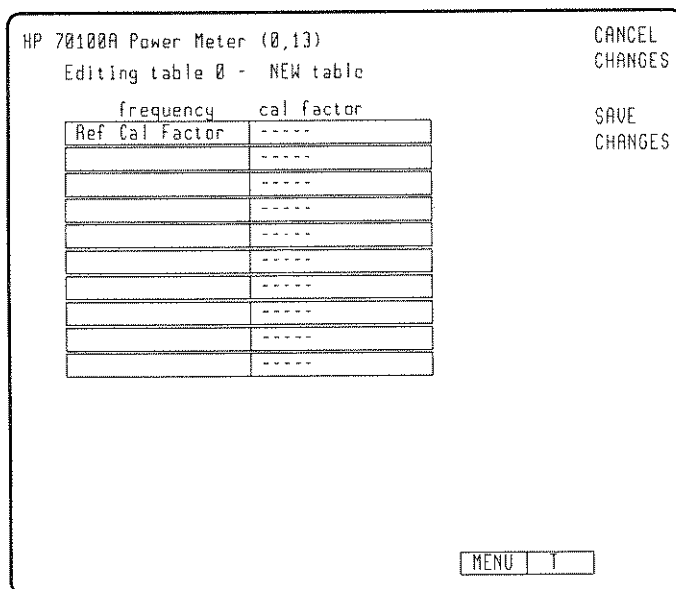 HP 70100A Power Meter (0,13)
Editing table 0 - NEW table
frequency cal factor
Ref Cal Factor -----
-----
-----
-----
-----
-----
-----
-----
-----
-----
CANCEL
CHANGES
SAVE
CHANGES
MENU T